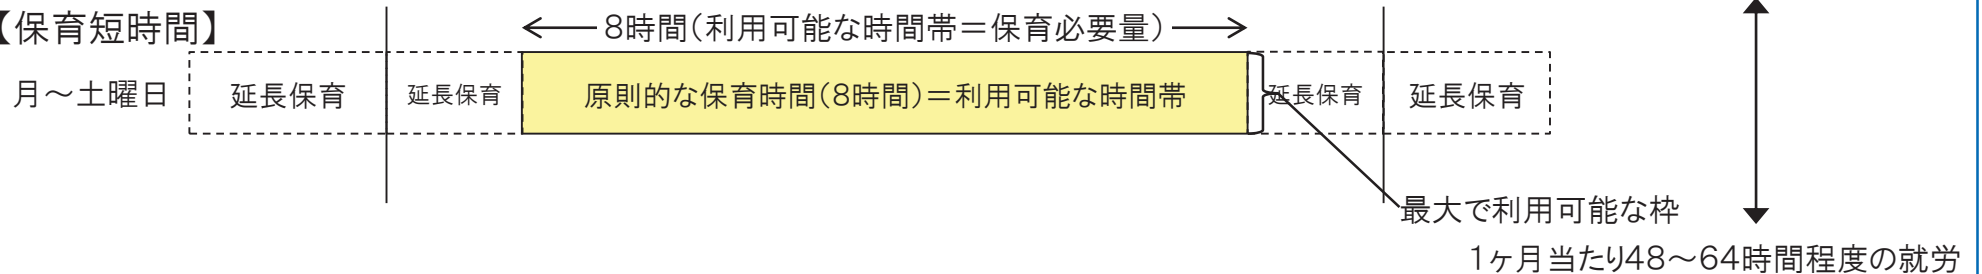 【保育短時間】
8時間(利用可能な時間帯＝保育必要量)
月～土曜日
延長保育
延長保育
原則的な保育時間(8時間)＝利用可能な時間帯
延長保育
延長保育
最大で利用可能な枠
1ヶ月当たり48～64時間程度の就労